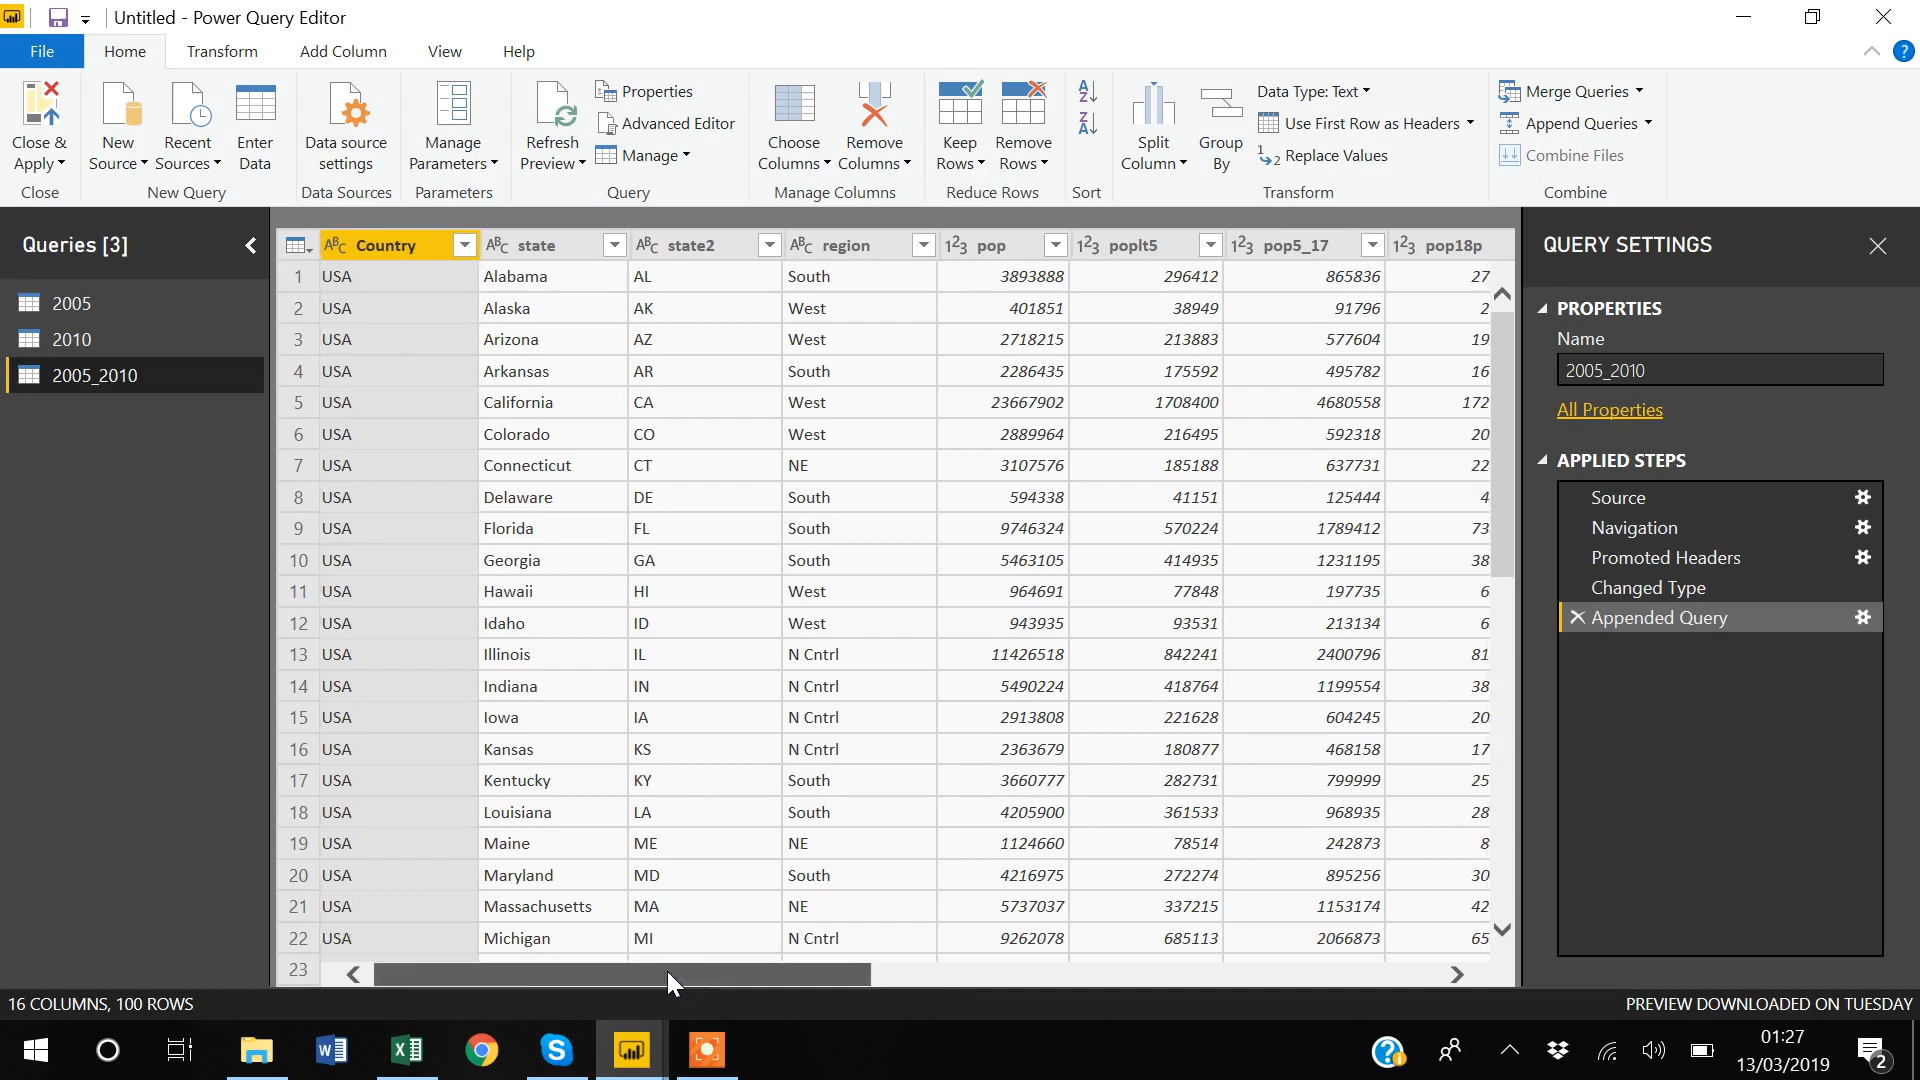 Untitled - Power Query Editor
File Home Transform Add Column View Help
Close & Apply
New Source
Recent Sources
Enter Data
Data source settings
Manage Parameters
Refresh Preview
Properties
Advanced Editor
Manage
Choose Columns
Remove Columns
Keep Rows
Remove Rows
Split Column
Group By
Data Type: Text
Use First Row as Headers
Replace Values
Merge Queries
Append Queries
Combine Files
Close New Query Data Sources Parameters Query Manage Columns Reduce Rows Sort Transform Combine
Queries [3]
2005
2010
2005_2010
Country state state2 region pop poplt5 pop5_17 pop18p
1 USA Alabama AL South 3893888 296412 865836 27
2 USA Alaska AK West 401851 38949 91796 2
3 USA Arizona AZ West 2718215 213883 577604 19
4 USA Arkansas AR South 2286435 175592 495782 16
5 USA California CA West 23667902 1708400 4680558 172
6 USA Colorado CO West 2889964 216495 592318 20
7 USA Connecticut CT NE 3107576 185188 637731 22
8 USA Delaware DE South 594338 41151 125444 4
9 USA Florida FL South 9746324 570224 1789412 73
10 USA Georgia GA South 5463105 414935 1231195 38
11 USA Hawaii HI West 964691 77848 197735 6
12 USA Idaho ID West 943935 93531 213134 6
13 USA Illinois IL N Cntrl 11426518 842241 2400796 81
14 USA Indiana IN N Cntrl 5490224 418764 1199554 38
15 USA Iowa IA N Cntrl 2913808 221628 604245 20
16 USA Kansas KS N Cntrl 2363679 180877 468158 17
17 USA Kentucky KY South 3660777 282731 799999 25
18 USA Louisiana LA South 4205900 361533 968935 28
19 USA Maine ME NE 1124660 78514 242873 8
20 USA Maryland MD South 4216975 272274 895256 30
21 USA Massachusetts MA NE 5737037 337215 1153174 42
22 USA Michigan MI N Cntrl 9262078 685113 2066873 65
23
QUERY SETTINGS
PROPERTIES
Name
2005_2010
All Properties
APPLIED STEPS
Source
Navigation
Promoted Headers
Changed Type
Appended Query
16 COLUMNS, 100 ROWS
PREVIEW DOWNLOADED ON TUESDAY
01:27
13/03/2019
2